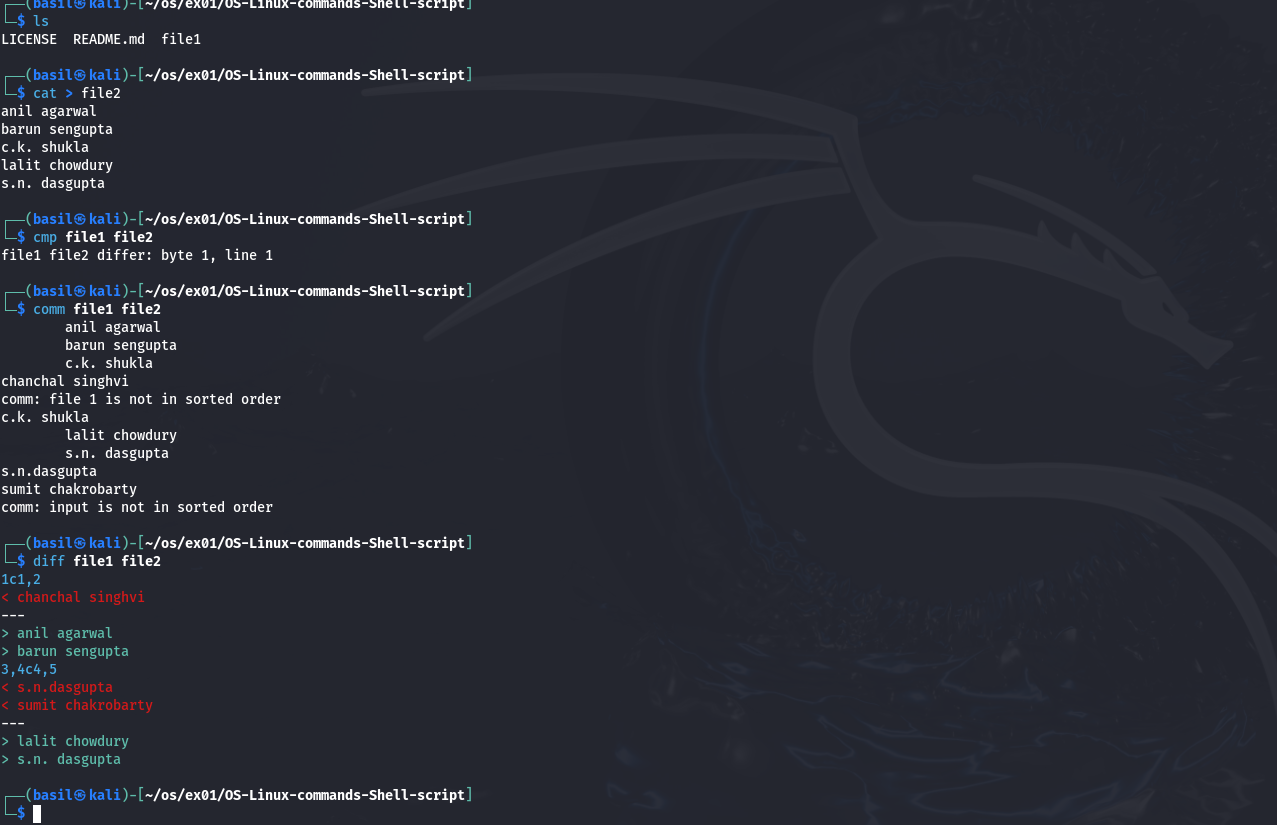 ┌──(basil㉿kali)-[~/os/ex01/OS-Linux-commands-Shell-script]
└─$ ls
LICENSE  README.md  file1

┌──(basil㉿kali)-[~/os/ex01/OS-Linux-commands-Shell-script]
└─$ cat > file2
anil agarwal
barun sengupta
c.k. shukla
lalit chowdury
s.n. dasgupta

┌──(basil㉿kali)-[~/os/ex01/OS-Linux-commands-Shell-script]
└─$ cmp file1 file2
file1 file2 differ: byte 1, line 1

┌──(basil㉿kali)-[~/os/ex01/OS-Linux-commands-Shell-script]
└─$ comm file1 file2
        anil agarwal
        barun sengupta
        c.k. shukla
chanchal singhvi
comm: file 1 is not in sorted order
c.k. shukla
        lalit chowdury
        s.n. dasgupta
s.n.dasgupta
sumit chakrobarty
comm: input is not in sorted order

┌──(basil㉿kali)-[~/os/ex01/OS-Linux-commands-Shell-script]
└─$ diff file1 file2
1c1,2
< chanchal singhvi
---
> anil agarwal
> barun sengupta
3,4c4,5
< s.n.dasgupta
< sumit chakrobarty
---
> lalit chowdury
> s.n. dasgupta

┌──(basil㉿kali)-[~/os/ex01/OS-Linux-commands-Shell-script]
└─$